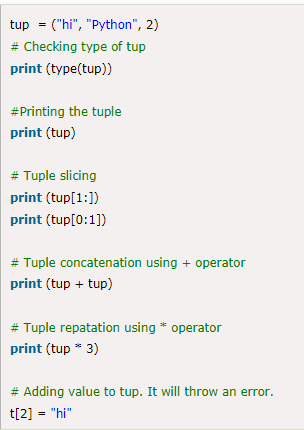 tup  = ("hi", "Python", 2)
# Checking type of tup
print (type(tup))
#Printing the tuple
print (tup)
# Tuple slicing
print (tup[1:])
print (tup[0:1])
# Tuple concatenation using + operator
print (tup + tup)
# Tuple repatation using * operator
print (tup * 3)
# Adding value to tup. It will throw an error.
t[2] = "hi"